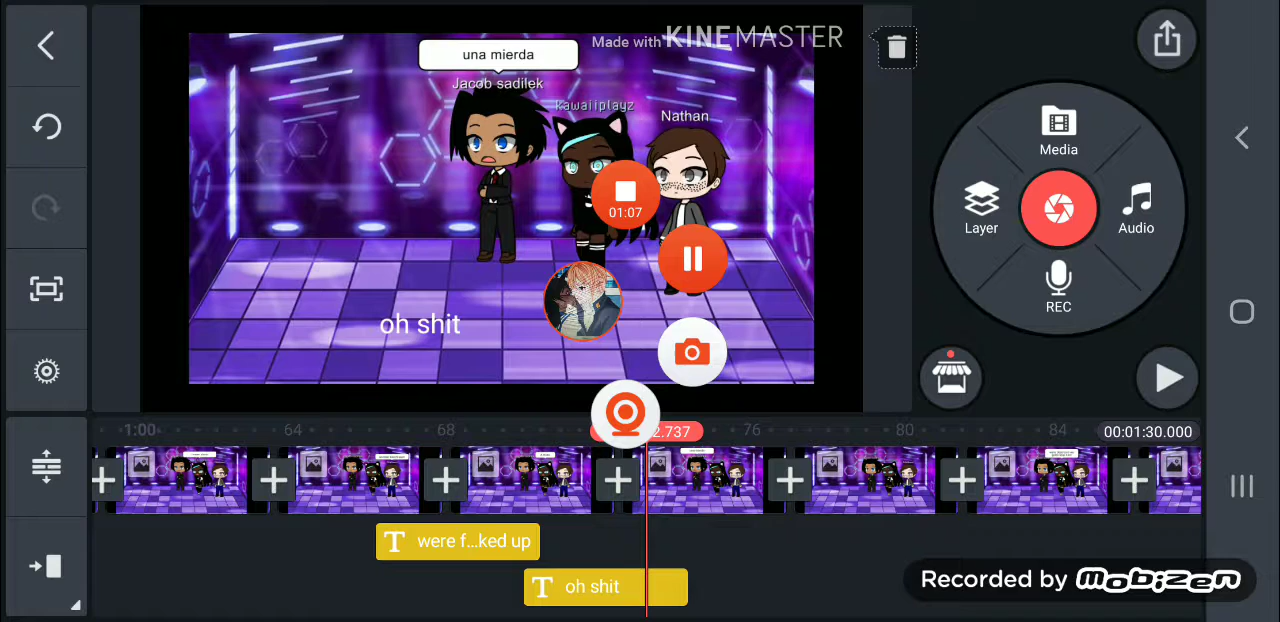 una mierda
Made with KINEMASTER
Jacob sadilek
Kawaiiplayz
Nathan
01:07
oh shit
Media
Layer
Audio
REC
1:00
64
68
2.737
76
80
84
00:01:30.000
T were f...ked up
T oh shit
Recorded by MOBIZEN